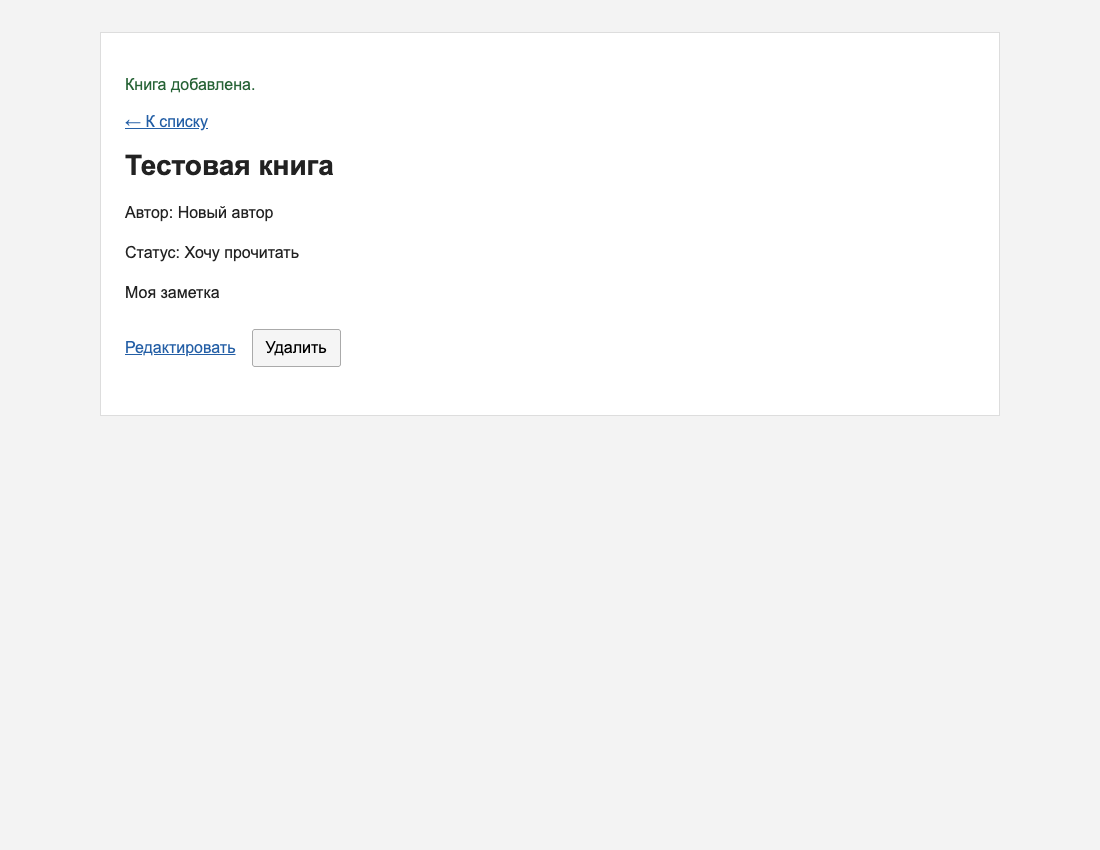 Книга добавлена.
← К списку
Тестовая книга
Автор: Новый автор
Статус: Хочу прочитать
Моя заметка
Редактировать Удалить